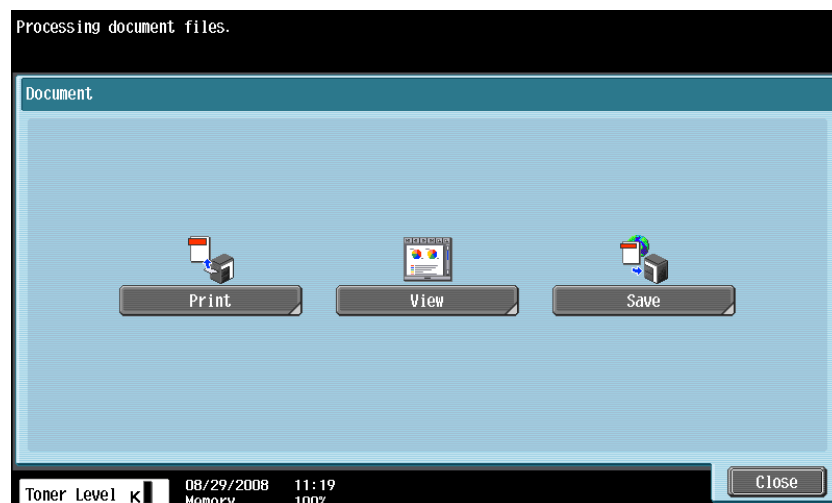 Processing document files.
Document
Print View Save
Toner Level K 08/29/2008 11:19
Memory 100%
Close